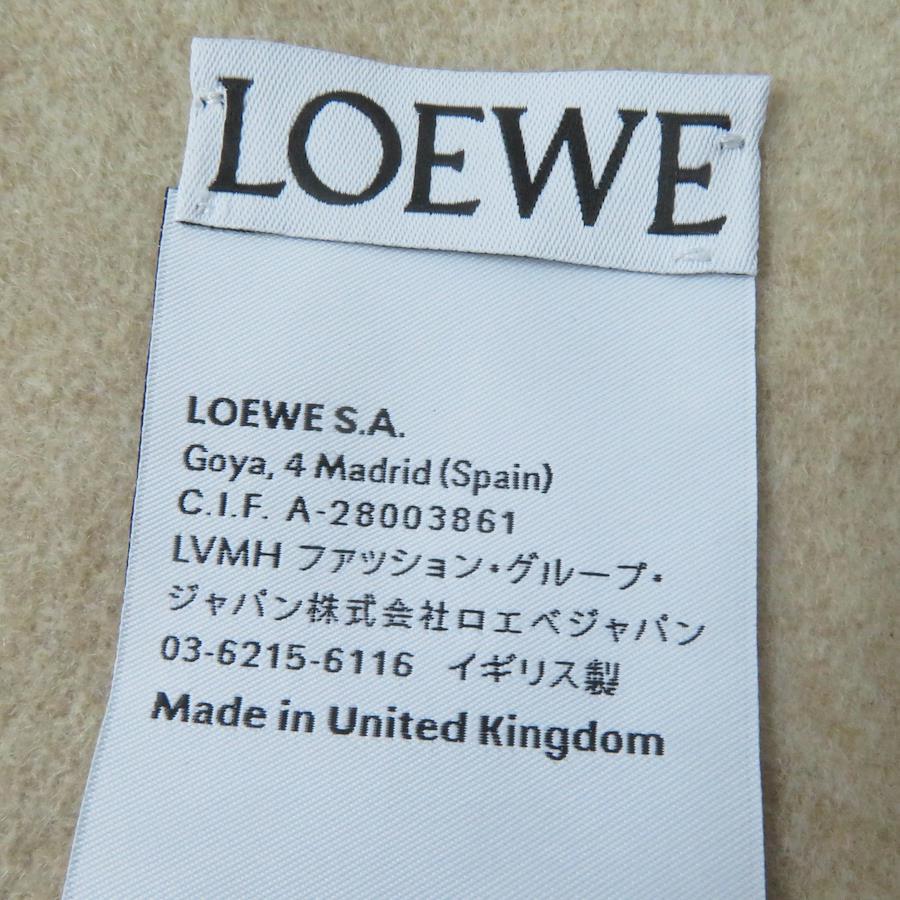 LOEWE
LOEWE S.A.
Goya, 4 Madrid (Spain)
C.I.F. A-28003861
LVMH ファッション・グループ・
ジャパン株式会社ロエベジャパン
03-6215-6116 イギリス製
Made in United Kingdom